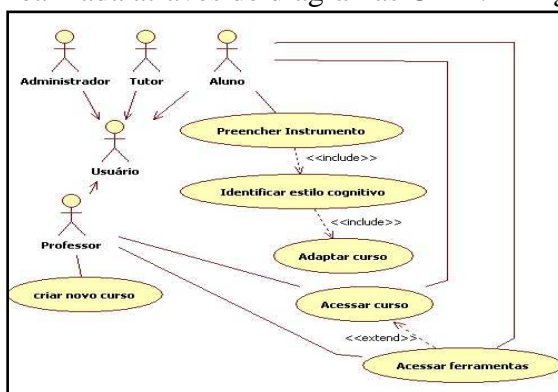 Administrador Tutor Aluno
Preencher Instrumento
<<include>>
Usuário
Identificar estilo cognitivo
<<include>>
Professor
Adaptar curso
criar novo curso
Acessar curso
<<extend>>
Acessar ferramentas